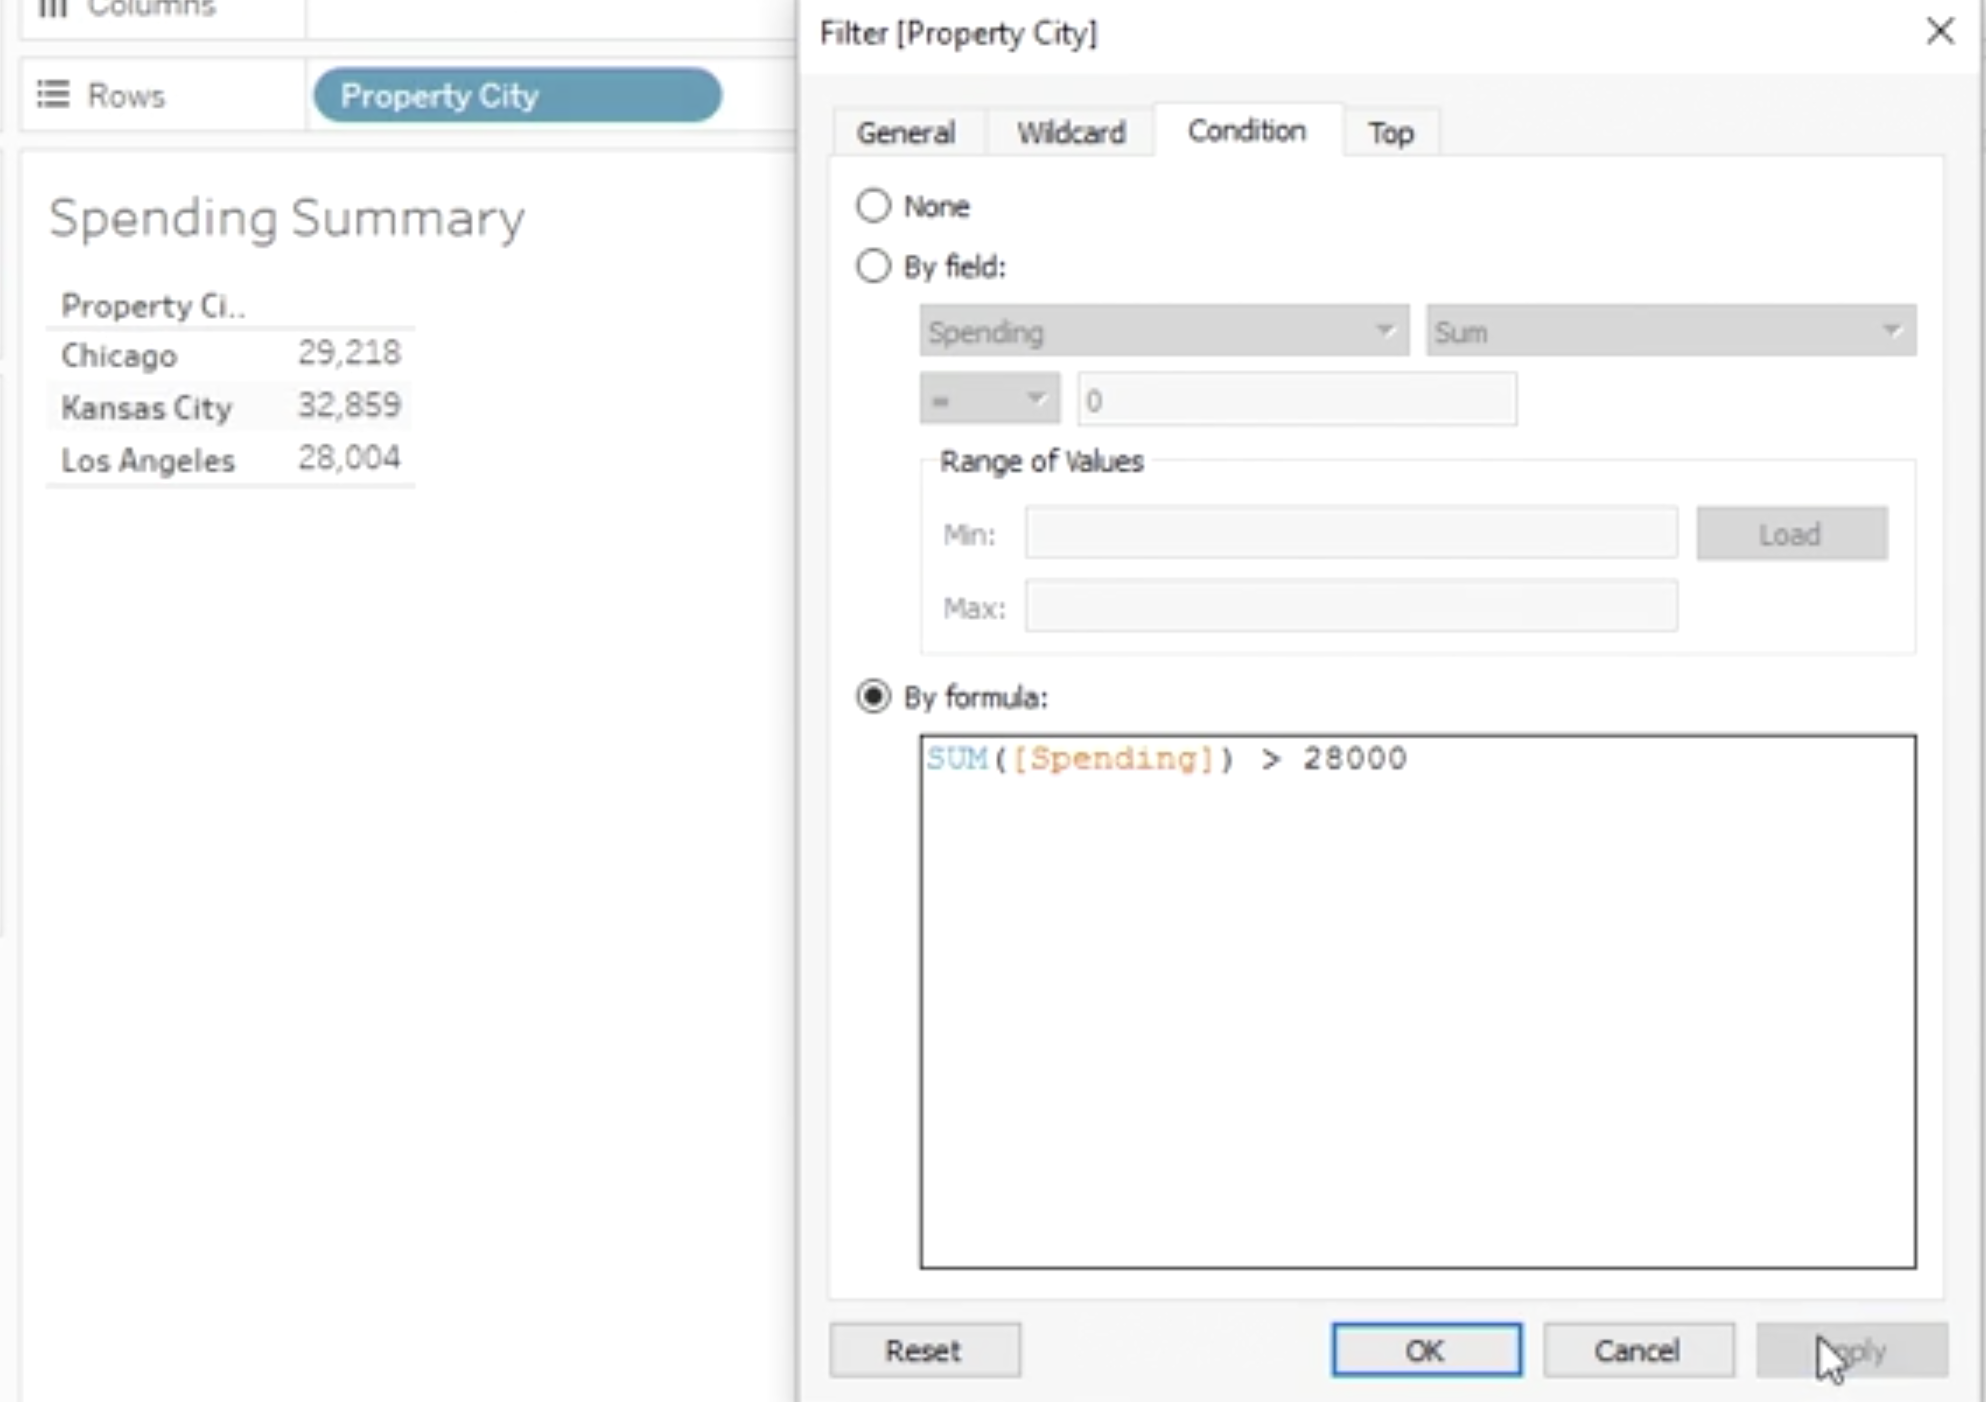 Columns
Rows
Property City
Spending Summary
Property Ci..
Chicago 29,218
Kansas City 32,859
Los Angeles 28,004
Filter [Property City]
General Wildcard Condition Top
None
By field:
Spending Sum
= 0
Range of Values
Min:
Load
Max:
By formula:
SUM([Spending]) > 28000
Reset OK Cancel